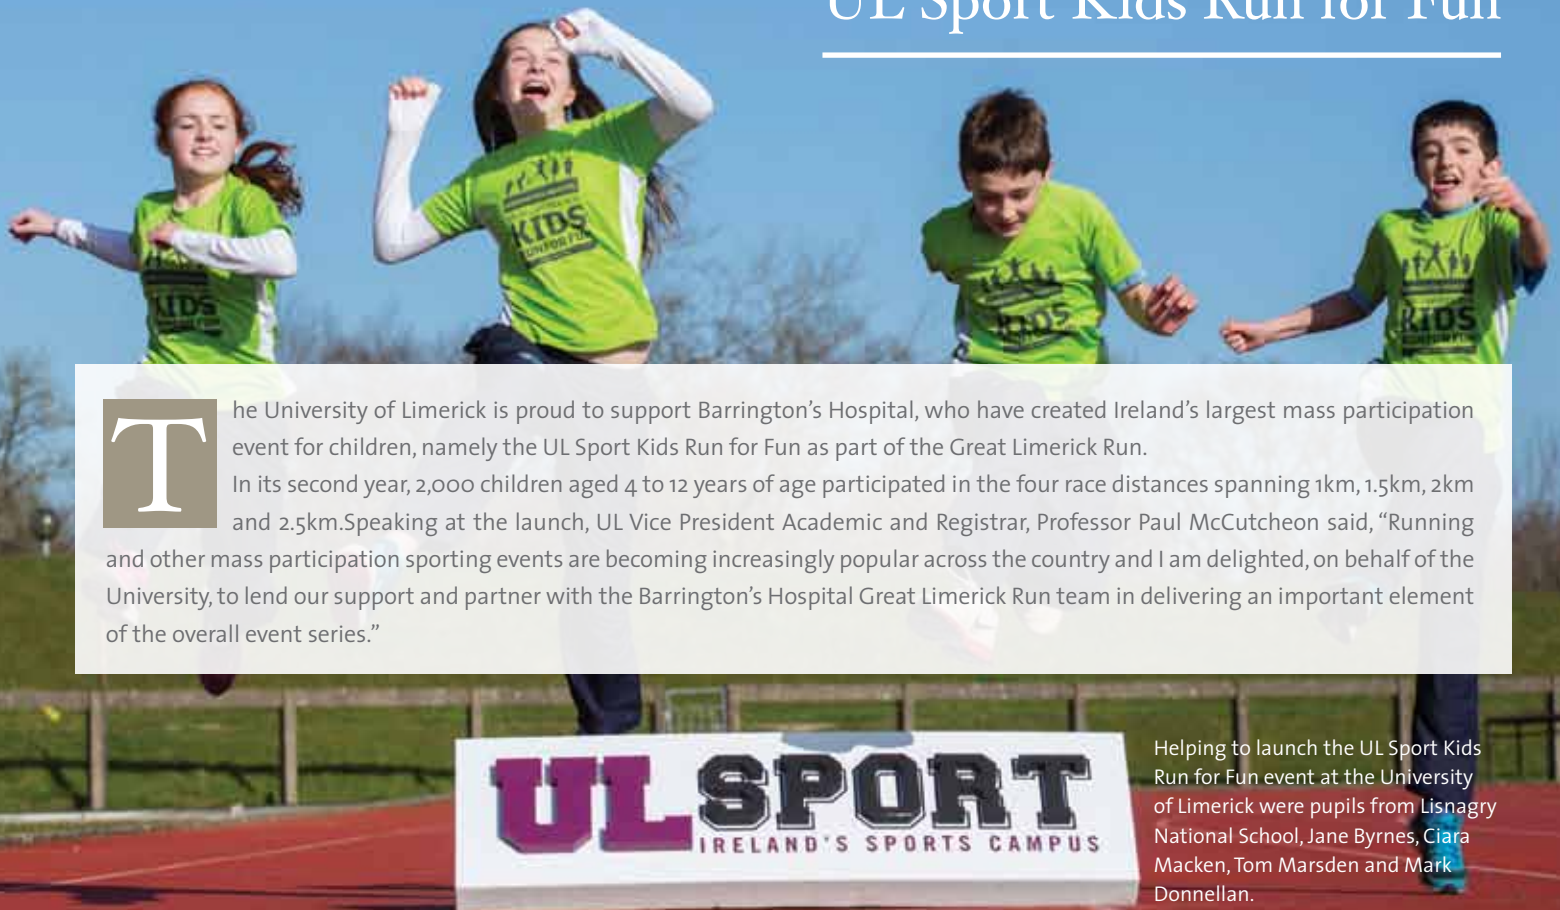 UL Sport Kids Run for Fun
KIDS
RUN FOR FUN
KIDS
KIDS
KIDS
RUN FOR FUN
The University of Limerick is proud to support Barrington’s Hospital, who have created Ireland’s largest mass participation
event for children, namely the UL Sport Kids Run for Fun as part of the Great Limerick Run.
In its second year, 2,000 children aged 4 to 12 years of age participated in the four race distances spanning 1km, 1.5km, 2km
and 2.5km.Speaking at the launch, UL Vice President Academic and Registrar, Professor Paul McCutcheon said, “Running
and other mass participation sporting events are becoming increasingly popular across the country and I am delighted, on behalf of the
University, to lend our support and partner with the Barrington’s Hospital Great Limerick Run team in delivering an important element
of the overall event series.”
UL SPORT
IRELAND'S SPORTS CAMPUS
Helping to launch the UL Sport Kids
Run for Fun event at the University
of Limerick were pupils from Lisnagry
National School, Jane Byrnes, Ciara
Macken, Tom Marsden and Mark
Donnellan.